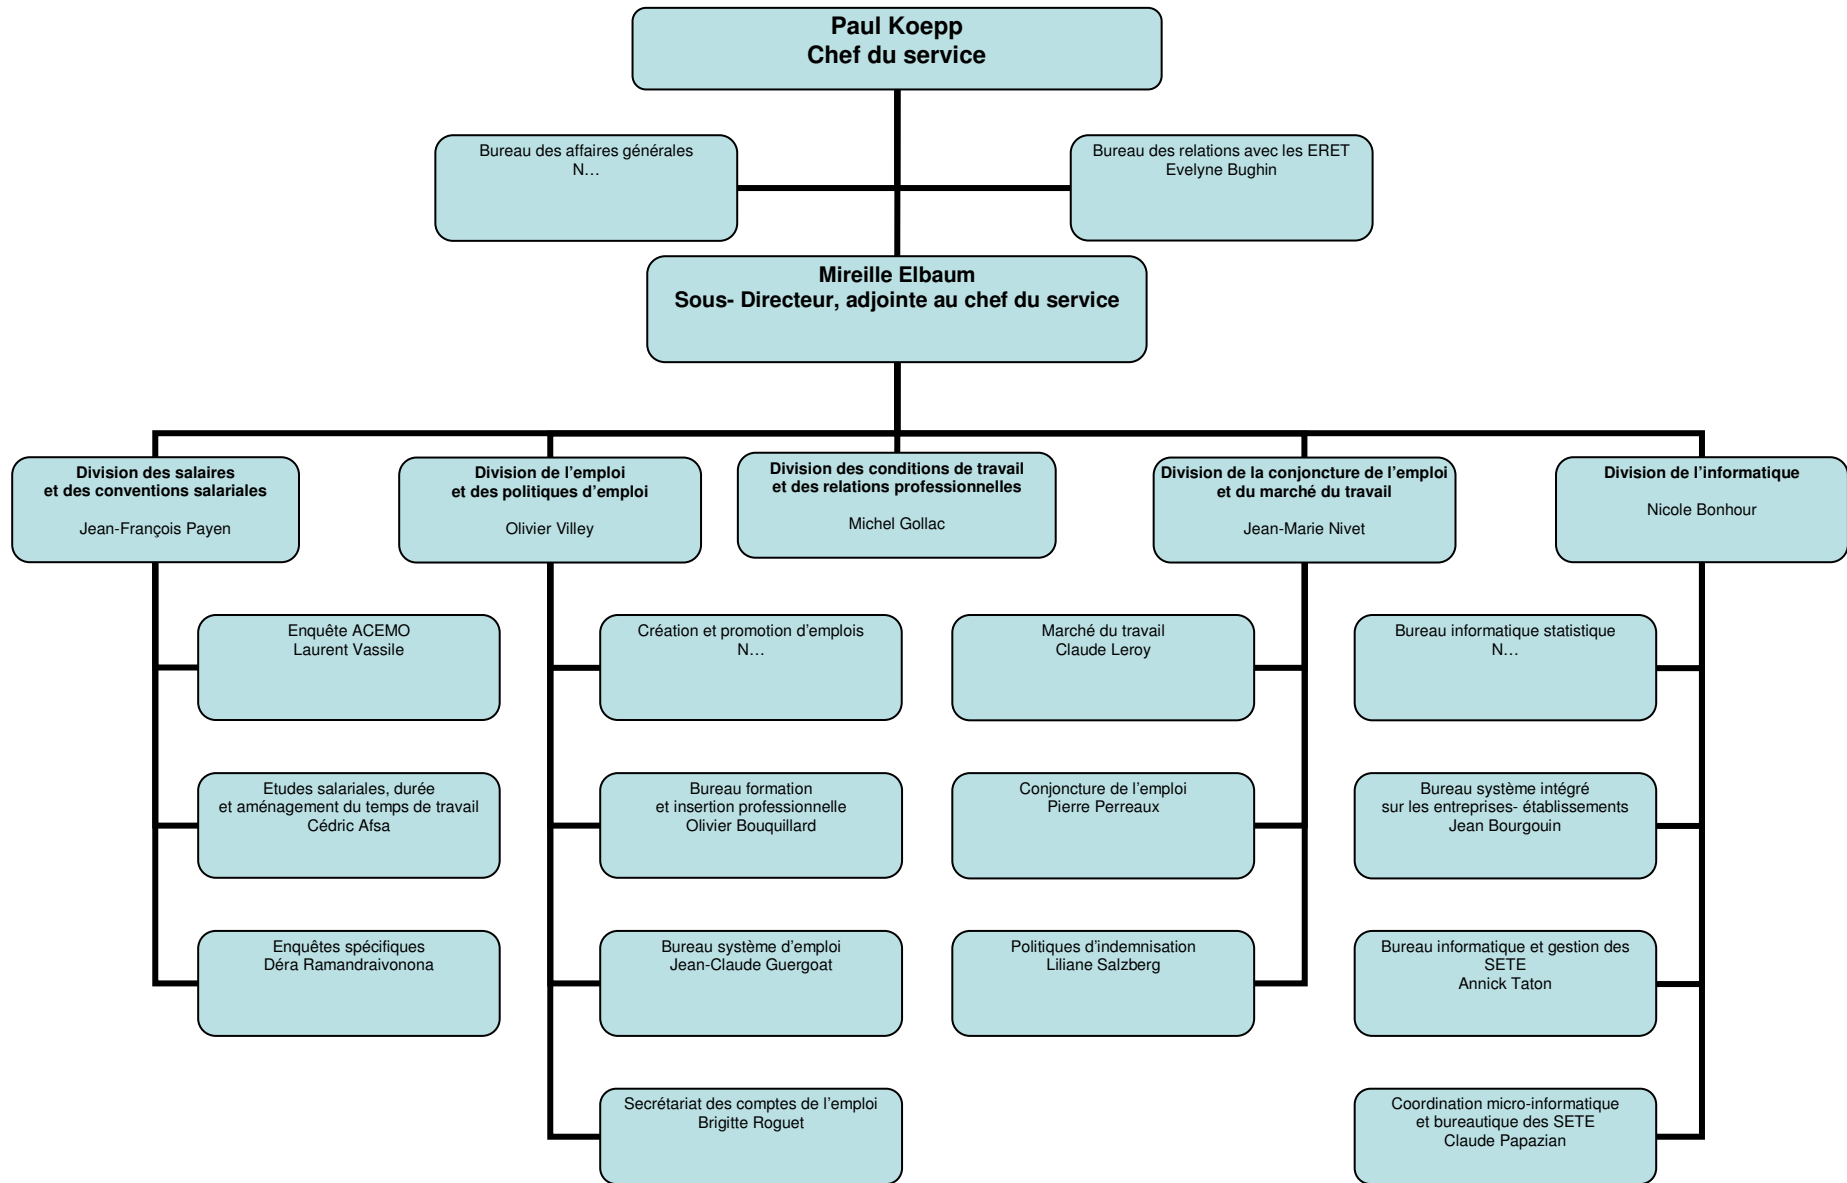 Paul Koepp
Chef du service
Bureau des affaires générales
N…
Bureau des relations avec les ERET
Evelyne Bughin
Mireille Elbaum
Sous- Directeur, adjointe au chef du service
Division des salaires
et des conventions salariales
Jean-François Payen
Division de l’emploi
et des politiques d’emploi
Olivier Villey
Division des conditions de travail
et des relations professionnelles
Michel Gollac
Division de la conjoncture de l’emploi
et du marché du travail
Jean-Marie Nivet
Division de l’informatique
Nicole Bonhour
Enquête ACEMO
Laurent Vassile
Création et promotion d’emplois
N…
Marché du travail
Claude Leroy
Bureau informatique statistique
N…
Etudes salariales, durée
et aménagement du temps de travail
Cédric Afsa
Bureau formation
et insertion professionnelle
Olivier Bouquillard
Conjoncture de l’emploi
Pierre Perreaux
Bureau système intégré
sur les entreprises- établissements
Jean Bourgouin
Enquêtes spécifiques
Déra Ramandraivonona
Bureau système d’emploi
Jean-Claude Guergoat
Politiques d’indemnisation
Liliane Salzberg
Bureau informatique et gestion des
SETE
Annick Taton
Secrétariat des comptes de l’emploi
Brigitte Roguet
Coordination micro-informatique
et bureautique des SETE
Claude Papazian